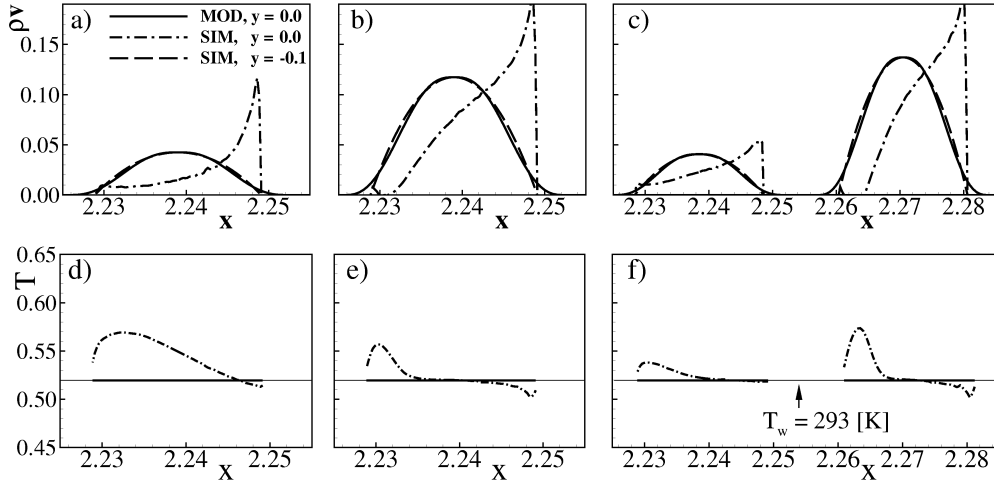 a)
MOD, y = 0.0
SIM, y = 0.0
SIM, y = -0.1
b)
c)
ρv
0.15
0.10
0.05
0.00
2.23 2.24 2.25
x
2.23 2.24 2.25
x
2.23 2.24 2.25 2.26 2.27 2.28
x
d)
e)
f)
T
0.65
0.60
0.55
0.50
0.45
T_w = 293 [K]
2.23 2.24 2.25
x
2.23 2.24 2.25
x
2.23 2.24 2.25 2.26 2.27 2.28
x